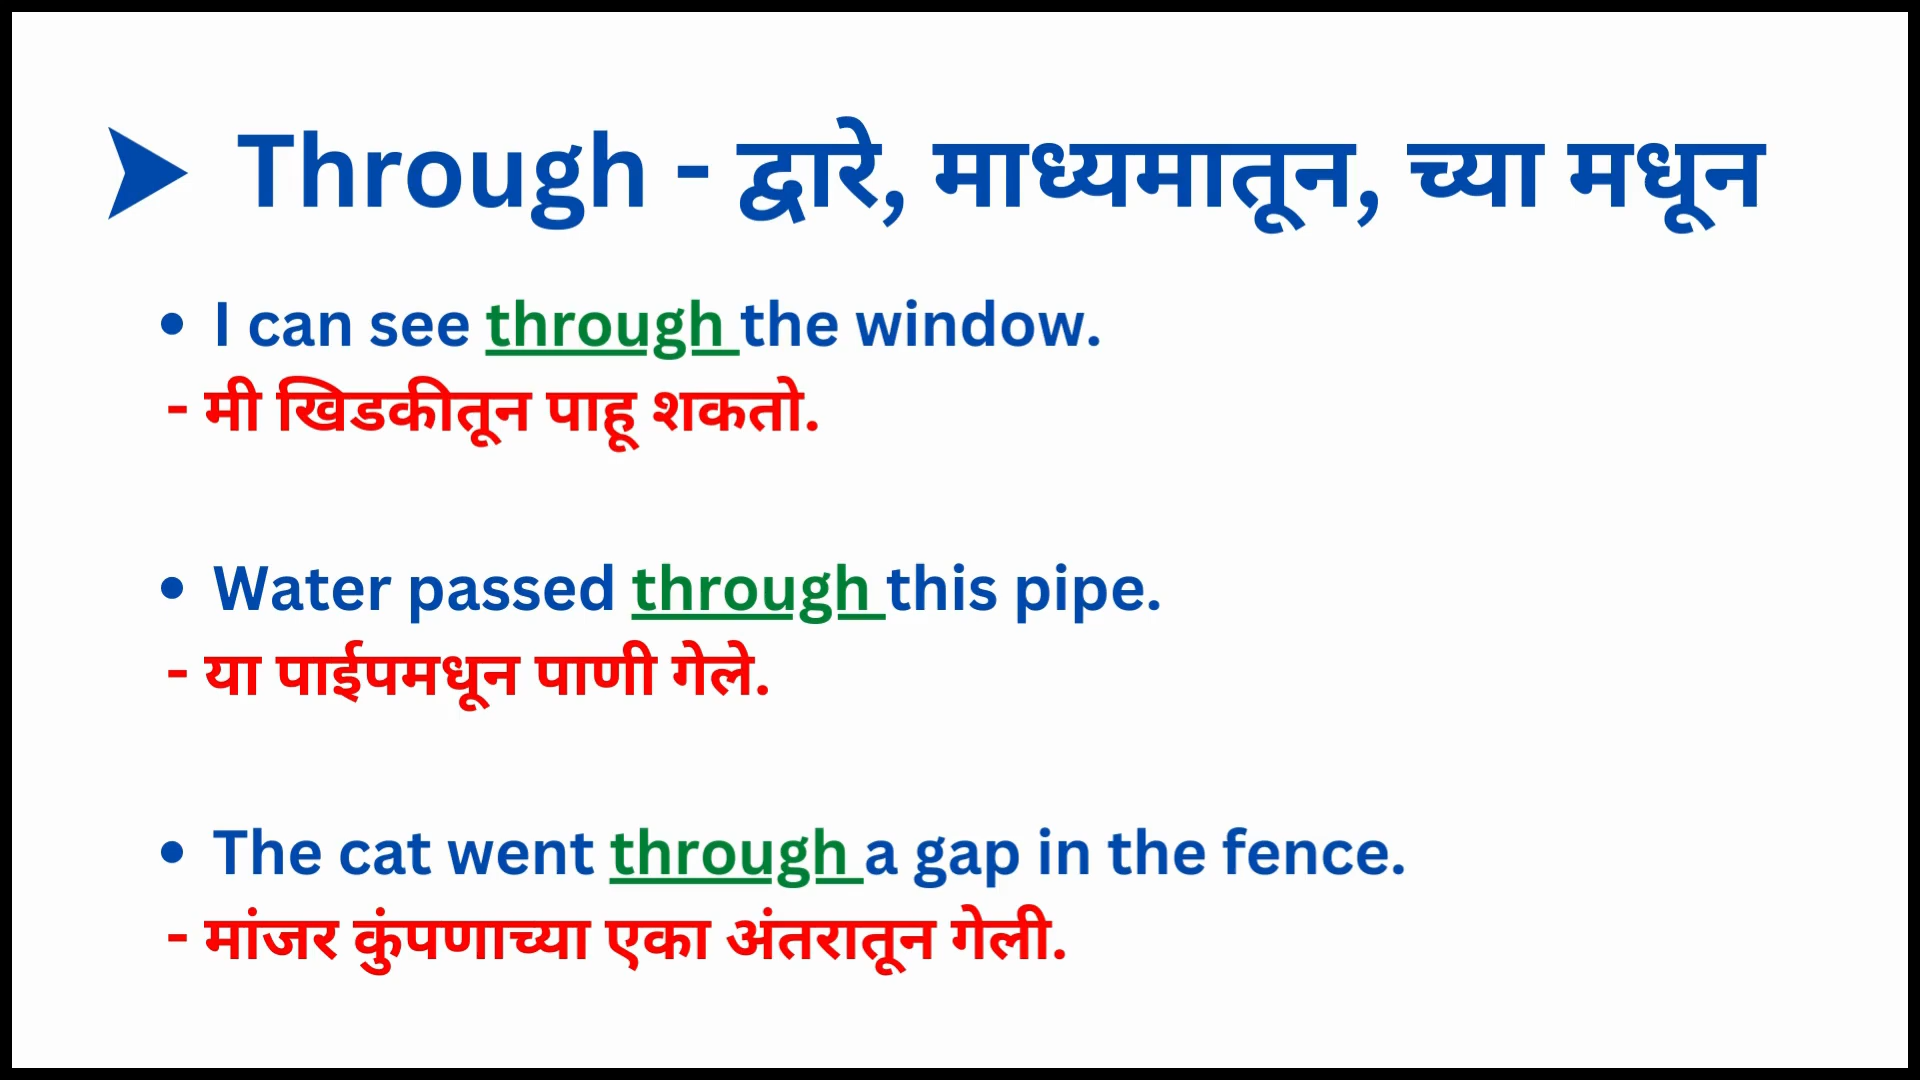 ➤ Through - द्वारे, माध्यमातून, च्या मधून
• I can see through the window.
- मी खिडकीतून पाहू शकतो.
• Water passed through this pipe.
- या पाईपमधून पाणी गेले.
• The cat went through a gap in the fence.
- मांजर कुंपणाच्या एका अंतरातून गेली.